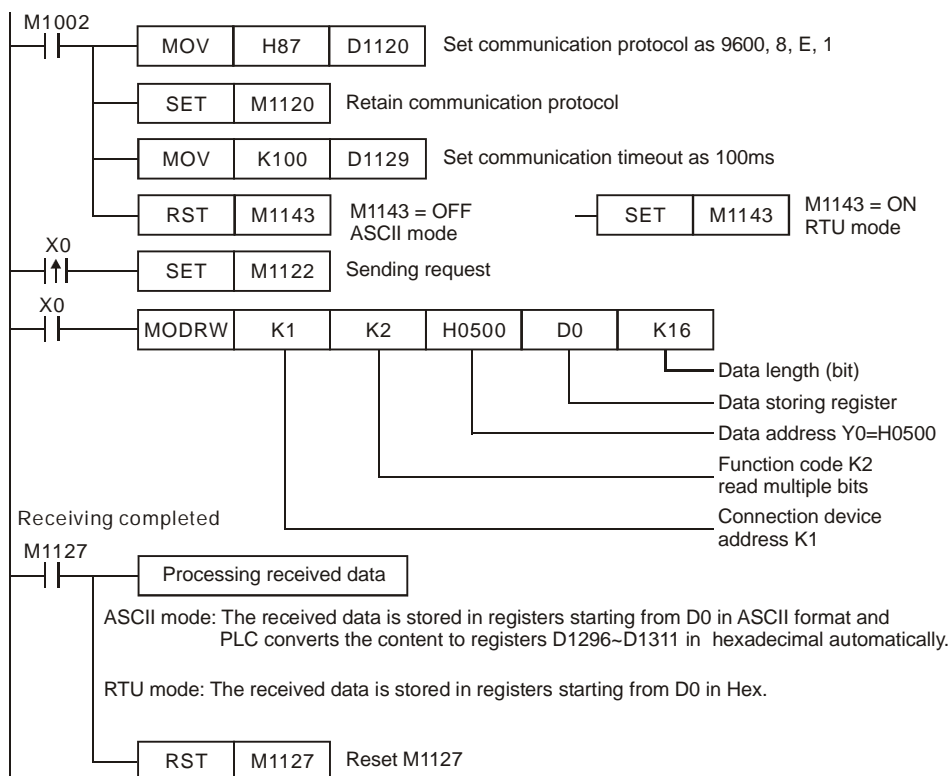 M1002
MOV H87 D1120 Set communication protocol as 9600, 8, E, 1
SET M1120 Retain communication protocol
MOV K100 D1129 Set communication timeout as 100ms
RST M1143 M1143 = OFF
ASCII mode
SET M1143 M1143 = ON
RTU mode
X0
SET M1122 Sending request
X0
MODRW K1 K2 H0500 D0 K16
Data length (bit)
Data storing register
Data address Y0=H0500
Function code K2
read multiple bits
Connection device
address K1
Receiving completed
M1127
Processing received data
ASCII mode: The received data is stored in registers starting from D0 in ASCII format and
PLC converts the content to registers D1296~D1311 in hexadecimal automatically.
RTU mode: The received data is stored in registers starting from D0 in Hex.
RST M1127 Reset M1127